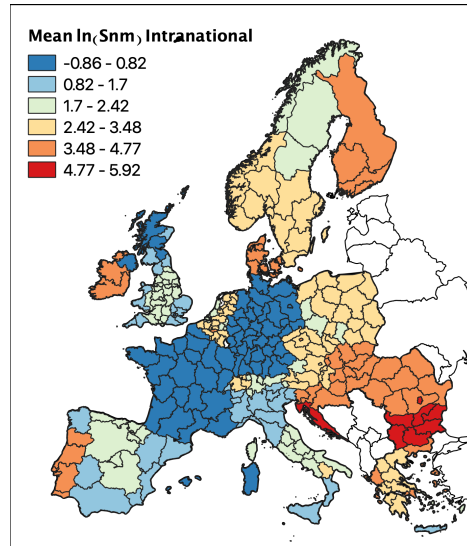 Mean ln(Snm) Intranational
-0.86 - 0.82
0.82 - 1.7
1.7 - 2.42
2.42 - 3.48
3.48 - 4.77
4.77 - 5.92